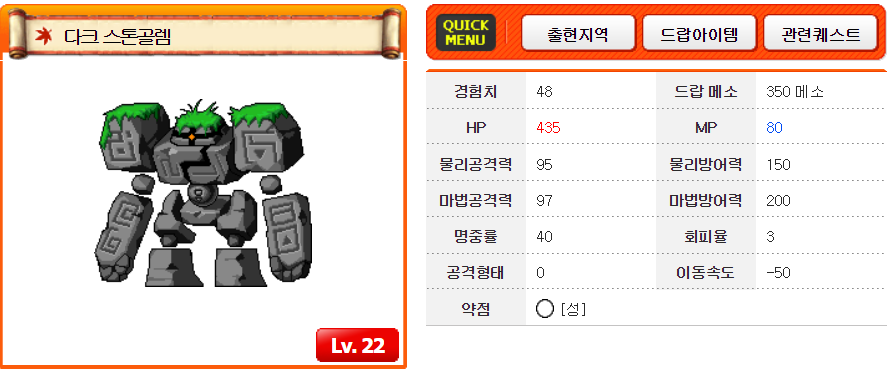 다크 스톤골렘
Lv. 22
QUICK MENU 출현지역 드랍아이템 관련퀘스트
경험치 48 드랍 메소 350 메소
HP 435 MP 80
물리공격력 95 물리방어력 150
마법공격력 97 마법방어력 200
명중률 40 회피율 3
공격형태 0 이동속도 -50
약점 [성]